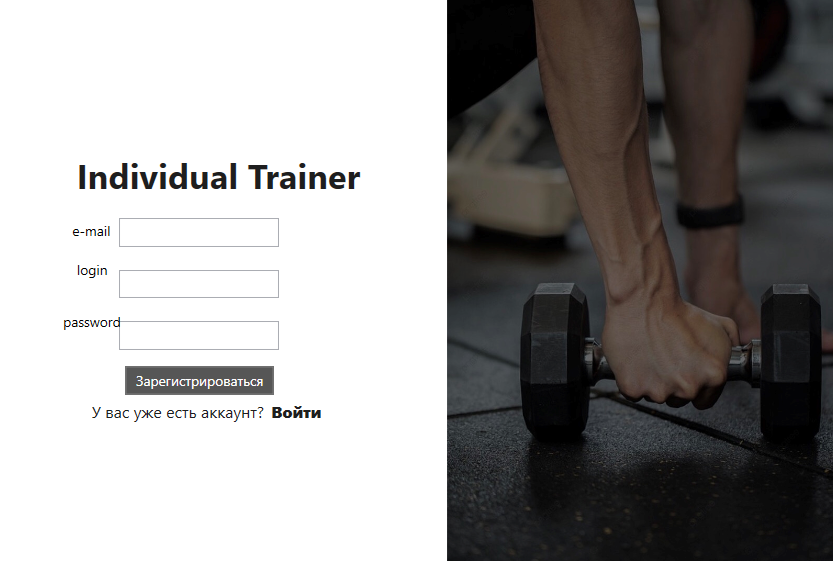 Individual Trainer
e-mail
login
password
Зарегистрироваться
У вас уже есть аккаунт? Войти